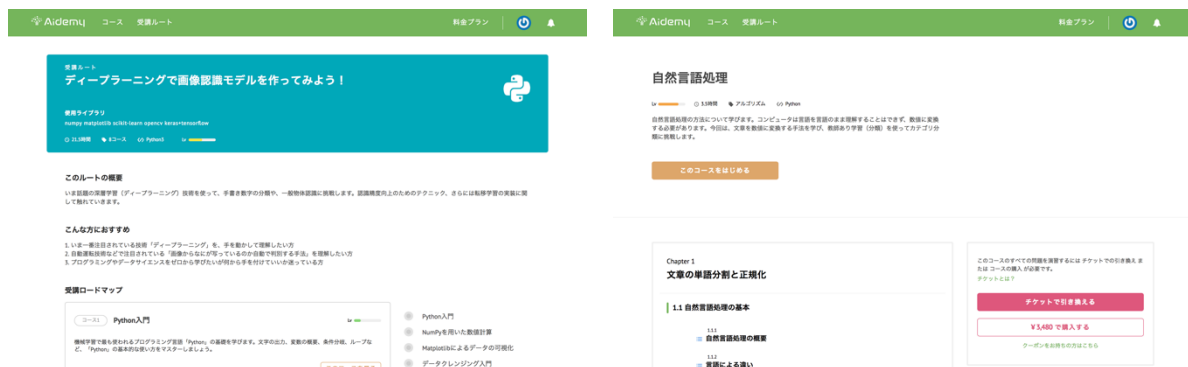 Aidemy コース 受講ルート 料金プラン
受講ルート
ディープラーニングで画像認識モデルを作ってみよう！
使用ライブラリ
numpy matplotlib scikit-learn opencv keras+tensorflow
21.5時間 8コース Python3 Lv
このルートの概要
いま話題の深層学習（ディープラーニング）技術を使って、手書き数字の分類や、一般物体認識に挑戦します。認識精度向上のためのテクニック、さらには転移学習の実装に関
して触れていきます。
こんな方におすすめ
1. いま一番注目されている技術「ディープラーニング」を、手を動かして理解したい方
2. 自動運転技術などで注目されている「画像からなにが写っているのか自動で判別する手法」を理解したい方
3. プログラミングやデータサイエンスをゼロから学びたいが何から手を付けていいか迷っている方
受講ロードマップ
コース1 Python入門 Lv
機械学習で最も使われるプログラミング言語「Python」の基礎を学びます。文字の出力、変数の概要、条件分岐、ループな
ど、「Python」の基本的な使い方をマスターしましょう。
Python入門
NumPyを用いた数値計算
Matplotlibによるデータの可視化
データクレンジング入門
Aidemy コース 受講ルート 料金プラン
自然言語処理
Lv 3.5時間 アルゴリズム Python
自然言語処理の方法について学びます。コンピュータは言語を言語のまま理解することはできず、数値に変換
する必要があります。今回は、文章を数値に変換する手法を学び、教師あり学習（分類）を使ってカテゴリ分
類に挑戦します。
このコースをはじめる
Chapter 1
文章の単語分割と正規化
1.1 自然言語処理の基本
1.1.1
自然言語処理の概要
1.1.2
言語による違い
このコースのすべての問題を演習するには チケットでの引き換え ま
たは コースの購入 が必要です。
チケットとは？
チケットで引き換える
¥3,480 で購入する
クーポンをお持ちの方はこちら